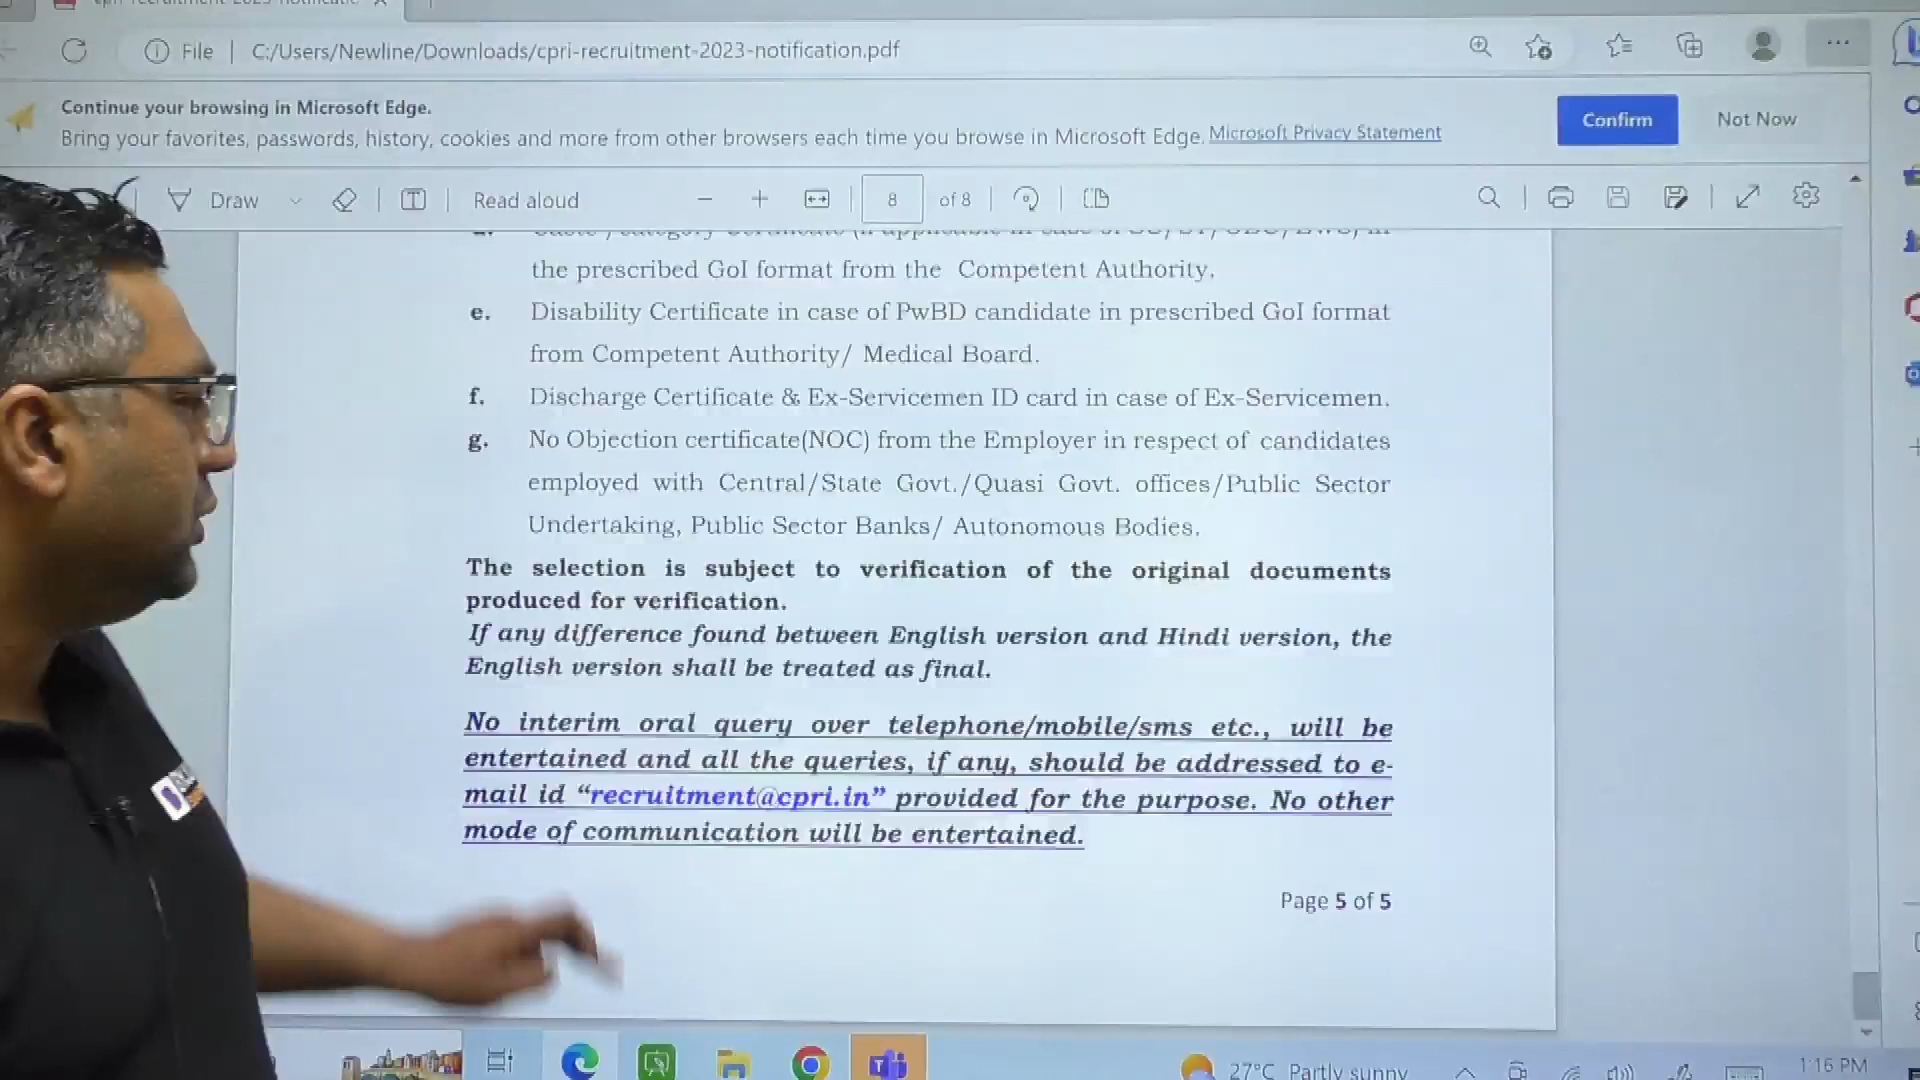 cpri-recruitment-2023-notificatio
File C:/Users/Newline/Downloads/cpri-recruitment-2023-notification.pdf
Continue your browsing in Microsoft Edge.
Bring your favorites, passwords, history, cookies and more from other browsers each time you browse in Microsoft Edge. Microsoft Privacy Statement
Confirm
Not Now
Draw
Read aloud
8 of 8
the prescribed GoI format from the Competent Authority.
e. Disability Certificate in case of PwBD candidate in prescribed GoI format
from Competent Authority/ Medical Board.
f. Discharge Certificate & Ex-Servicemen ID card in case of Ex-Servicemen.
g. No Objection certificate(NOC) from the Employer in respect of candidates
employed with Central/State Govt./Quasi Govt. offices/Public Sector
Undertaking, Public Sector Banks/ Autonomous Bodies.
The selection is subject to verification of the original documents
produced for verification.
If any difference found between English version and Hindi version, the
English version shall be treated as final.
No interim oral query over telephone/mobile/sms etc., will be
entertained and all the queries, if any, should be addressed to e-
mail id “recruitment@cpri.in” provided for the purpose. No other
mode of communication will be entertained.
Page 5 of 5
27°C Partly sunny
1:16 PM